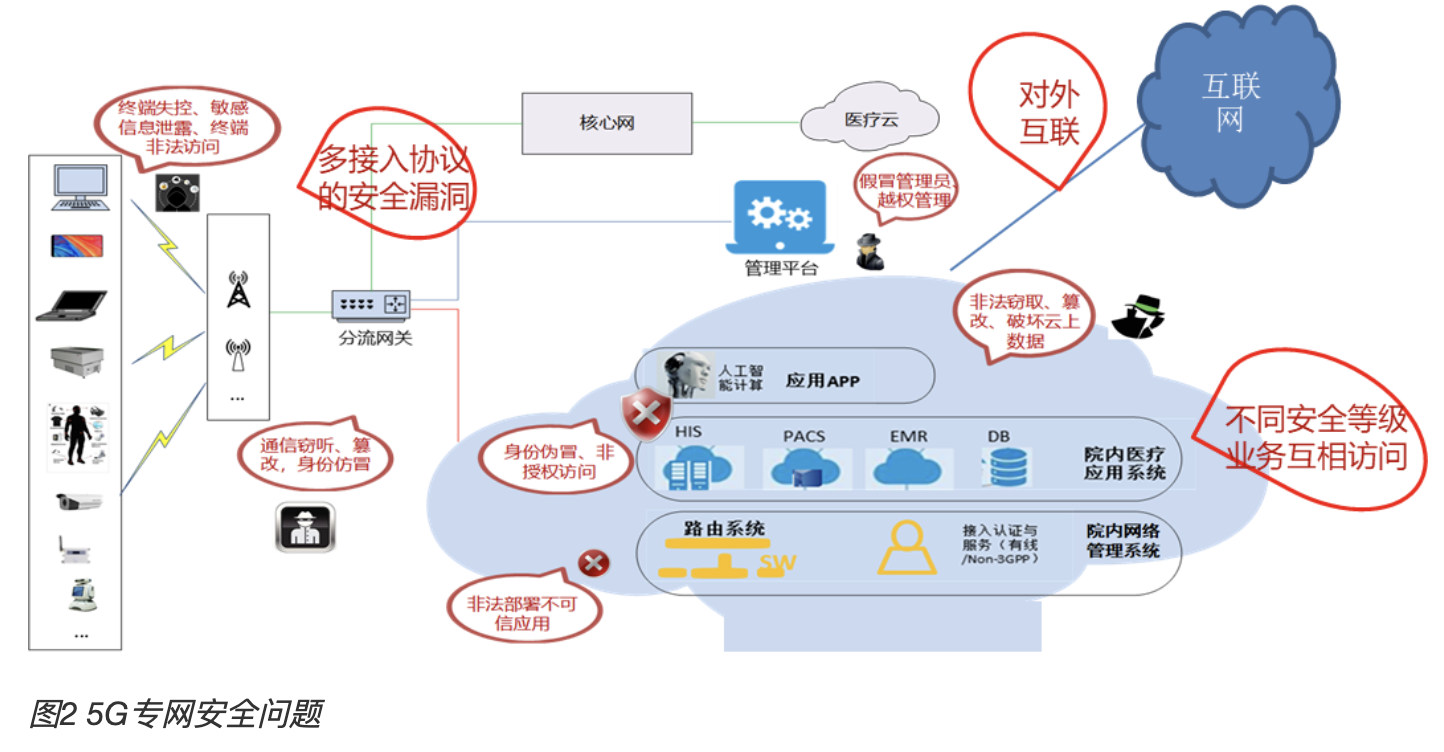 终端失控、敏感
信息泄露、终端
非法访问
多接入协议
的安全漏洞
核心网
医疗云
对外
互联
互联
网
假冒管理员、
越权管理
管理平台
分流网关
...
通信窃听、篡
改，身份仿冒
非法窃取、篡
改、破坏云上
数据
人工智
能计算
应用APP
身份伪冒、非
授权访问
HIS
PACS
EMR
DB
院内医疗
应用系统
不同安全等级
业务互相访问
路由系统
SW
接入认证与
服务（有线
/Non-3GPP）
院内网络
管理系统
非法部署不可
信应用
...
图2 5G专网安全问题